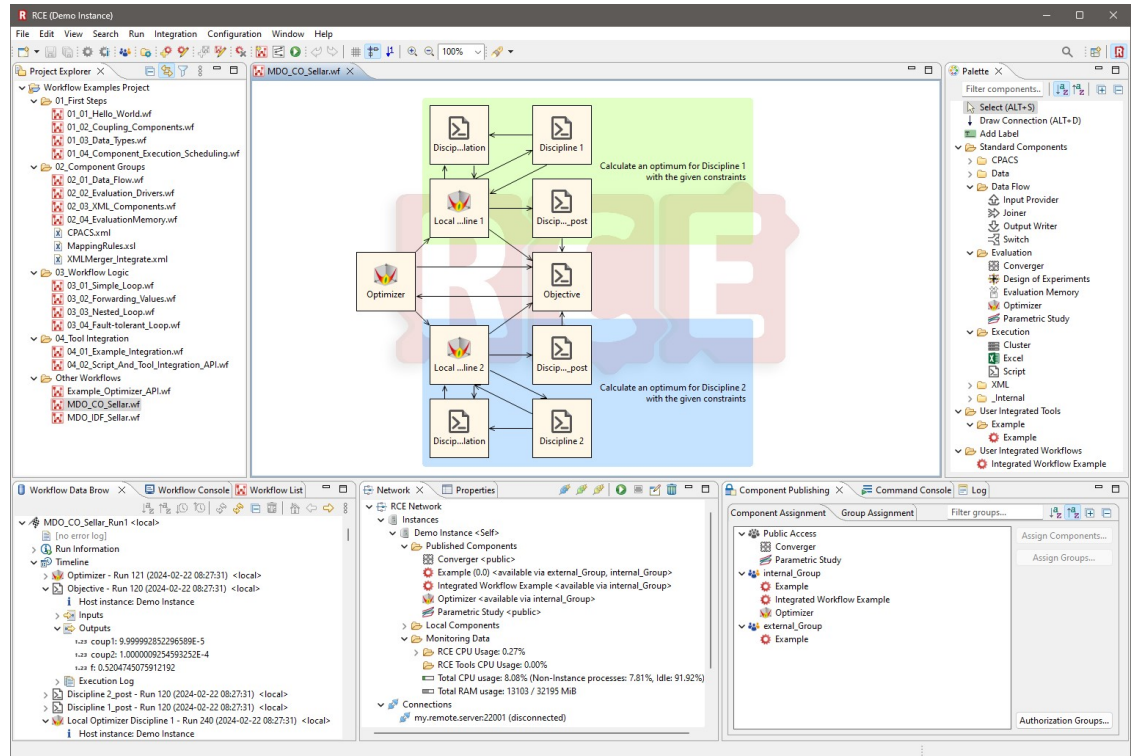 RCE (Demo Instance)
File Edit View Search Run Integration Configuration Window Help
100%
Project Explorer
Workflow Examples Project
01_First Steps
01_01_Hello_World.wf
01_02_Coupling_Components.wf
01_03_Data_Types.wf
01_04_Component_Execution_Scheduling.wf
02_Component Groups
02_01_Data_Flow.wf
02_02_Evaluation_Drivers.wf
02_03_XML_Components.wf
02_04_EvaluationMemory.wf
CPACS.xml
MappingRules.xsl
XMLMerger_Integrate.xml
03_Workflow Logic
03_01_Simple_Loop.wf
03_02_Forwarding_Values.wf
03_03_Nested_Loop.wf
03_04_Fault-tolerant_Loop.wf
04_Tool Integration
04_01_Example_Integration.wf
04_02_Script_And_Tool_Integration_API.wf
Other Workflows
Example_Optimizer_API.wf
MDO_CO_Sellar.wf
MDO_IDF_Sellar.wf
MDO_CO_Sellar.wf
RCE
Discip...lation
Discipline 1
Calculate an optimum for Discipline 1
with the given constraints
Local ...line 1
Discip..._post
Optimizer
Objective
Local ...line 2
Discip..._post
Calculate an optimum for Discipline 2
with the given constraints
Discip...lation
Discipline 2
Palette
Filter components..
Select (ALT+S)
Draw Connection (ALT+D)
Add Label
Standard Components
CPACS
Data
Data Flow
Input Provider
Joiner
Output Writer
Switch
Evaluation
Converger
Design of Experiments
Evaluation Memory
Optimizer
Parametric Study
Execution
Cluster
Excel
Script
XML
_Internal
User Integrated Tools
Example
Example
User Integrated Workflows
Integrated Workflow Example
Workflow Data Brow Workflow Console Workflow List
MDO_CO_Sellar_Run1 <local>
[no error log]
Run Information
Timeline
Optimizer - Run 121 (2024-02-22 08:27:31) <local>
Objective - Run 120 (2024-02-22 08:27:31) <local>
Host instance: Demo Instance
Inputs
Outputs
1.23 coup1: 9.999992852296589E-5
1.23 coup2: 1.0000009254593252E-4
1.23 f: 0.5204745075912192
Execution Log
Discipline 2_post - Run 120 (2024-02-22 08:27:31) <local>
Discipline 1_post - Run 120 (2024-02-22 08:27:31) <local>
Local Optimizer Discipline 1 - Run 240 (2024-02-22 08:27:31) <local>
Host instance: Demo Instance
Network Properties
RCE Network
Instances
Demo Instance <Self>
Published Components
Converger <public>
Example (0.0) <available via external_Group, internal_Group>
Integrated Workflow Example <available via internal_Group>
Optimizer <available via internal_Group>
Parametric Study <public>
Local Components
Monitoring Data
RCE CPU Usage: 0.27%
RCE Tools CPU Usage: 0.00%
Total CPU usage: 8.08% (Non-Instance processes: 7.81%, Idle: 91.92%)
Total RAM usage: 13103 / 32195 MiB
Connections
my.remote.server:22001 (disconnected)
Component Publishing Command Console Log
Component Assignment Group Assignment Filter groups...
Public Access
Converger
Parametric Study
internal_Group
Example
Integrated Workflow Example
Optimizer
external_Group
Example
Assign Components...
Assign Groups...
Authorization Groups...